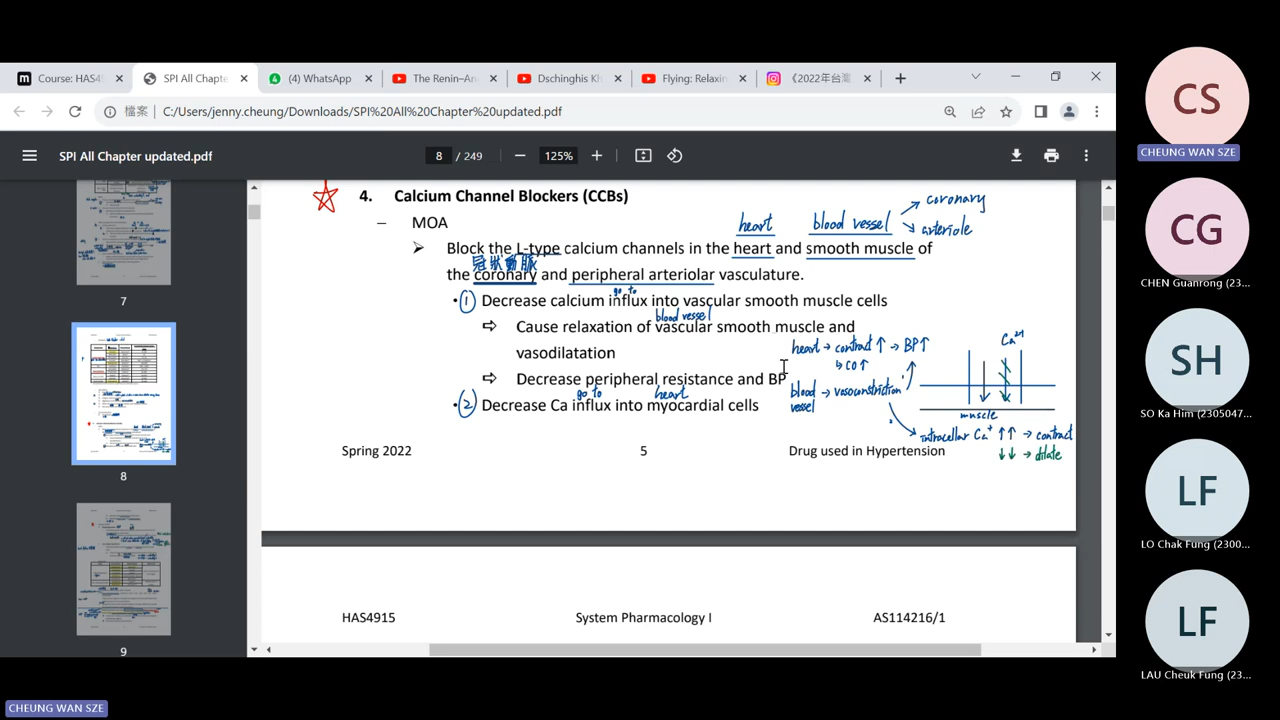 Course: HAS49
SPI All Chapte
(4) WhatsApp
The Renin–An
Dschinghis Kh
Flying: Relaxin
《2022年台灣
檔案
C:/Users/jenny.cheung/Downloads/SPI%20All%20Chapter%20updated.pdf
SPI All Chapter updated.pdf
8 / 249
125%
7
8
9
4. Calcium Channel Blockers (CCBs)
coronary
– MOA
heart blood vessel
arteriole
➢ Block the L-type calcium channels in the heart and smooth muscle of
冠狀動脈
the coronary and peripheral arteriolar vasculature.
go to
• ① Decrease calcium influx into vascular smooth muscle cells
blood vessel
⇨ Cause relaxation of vascular smooth muscle and
vasodilatation
heart → contract ↑ → BP↑
↳ CO ↑
Ca²⁺
⇨ Decrease peripheral resistance and BP
blood vessel → vasoconstriction
go to heart
• ② Decrease Ca influx into myocardial cells
muscle
intracellar Ca⁺ ↑↑ → contract
↓↓ → dilate
Spring 2022 5 Drug used in Hypertension
HAS4915 System Pharmacology I AS114216/1
CS
CHEUNG WAN SZE
CG
CHEN Guanrong (23...
SH
SO Ka Him (2305047...
LF
LO Chak Fung (2300...
LF
LAU Cheuk Fung (23...
CHEUNG WAN SZE